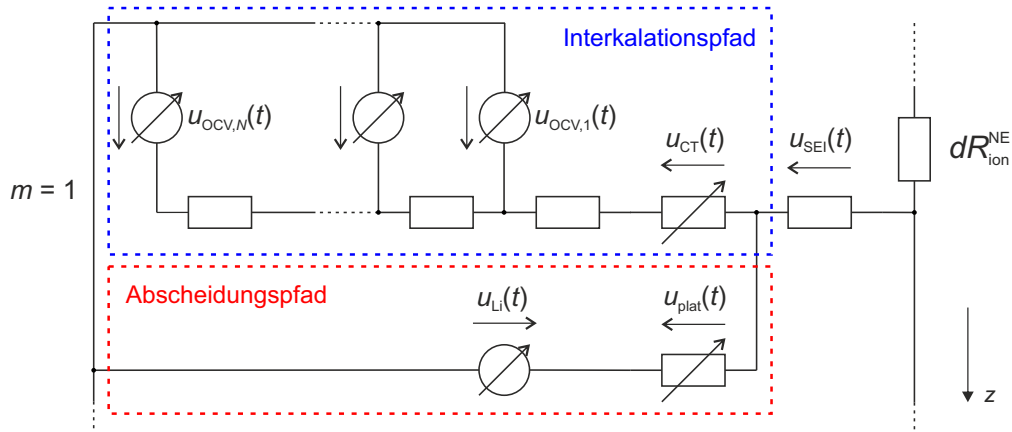 Interkalationspfad
u_OCV,N(t)
u_OCV,1(t)
u_CT(t)
u_SEI(t)
dR_ion^NE
m = 1
Abscheidungspfad
u_Li(t)
u_plat(t)
z